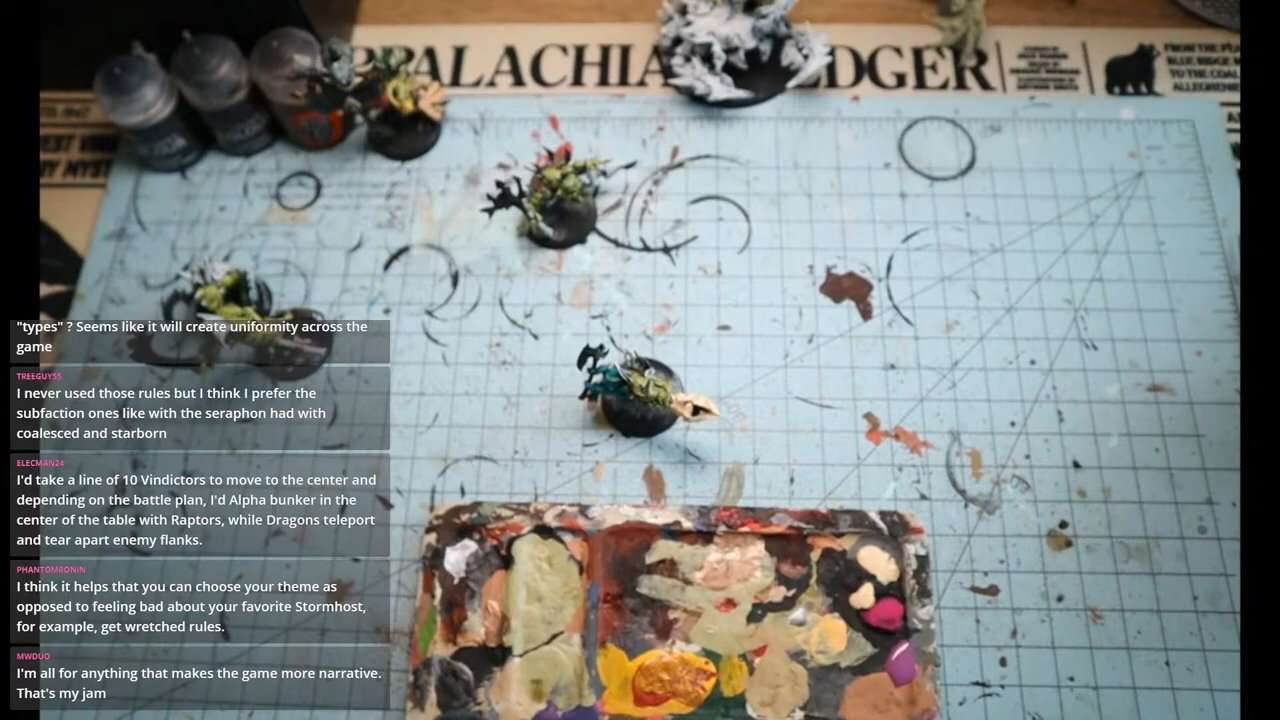 PPALACHIA EDGER
"types" ? Seems like it will create uniformity across the
game
TREEGUY55
I never used those rules but I think I prefer the
subfaction ones like with the seraphon had with
coalesced and starborn
ELECMAN24
I'd take a line of 10 Vindictors to move to the center and
depending on the battle plan, I'd Alpha bunker in the
center of the table with Raptors, while Dragons teleport
and tear apart enemy flanks.
PHANTOMRONIN
I think it helps that you can choose your theme as
opposed to feeling bad about your favorite Stormhost,
for example, get wretched rules.
MWDUO
I'm all for anything that makes the game more narrative.
That's my jam